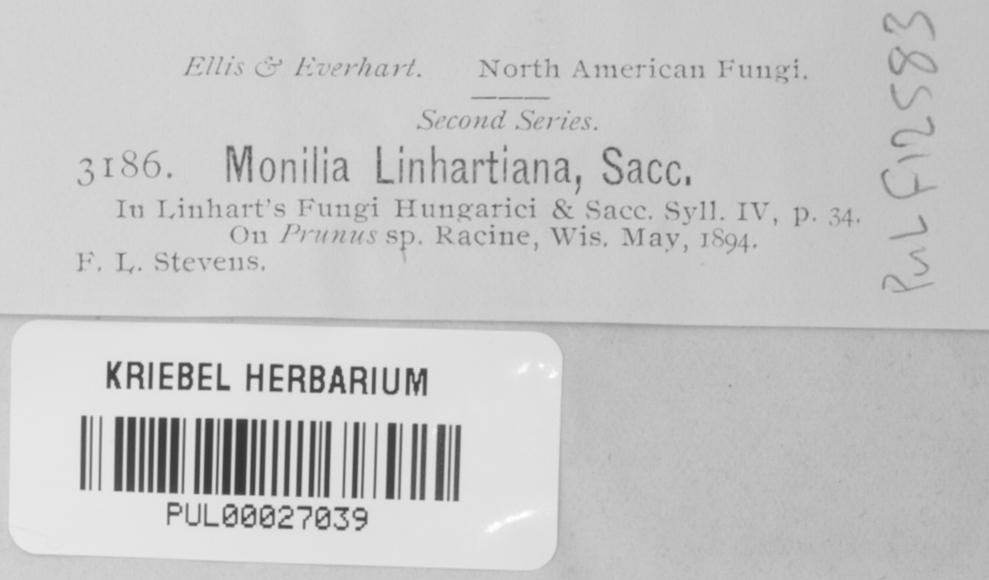 Ellis & Everhart. North American Fungi.
Second Series.
3186. Monilia Linhartiana, Sacc.
In Linhart's Fungi Hungarici & Sacc. Syll. IV, p. 34.
On Prunus sp. Racine, Wis. May, 1894.
F. L. Stevens.
PUL F12583
KRIEBEL HERBARIUM
PUL00027039